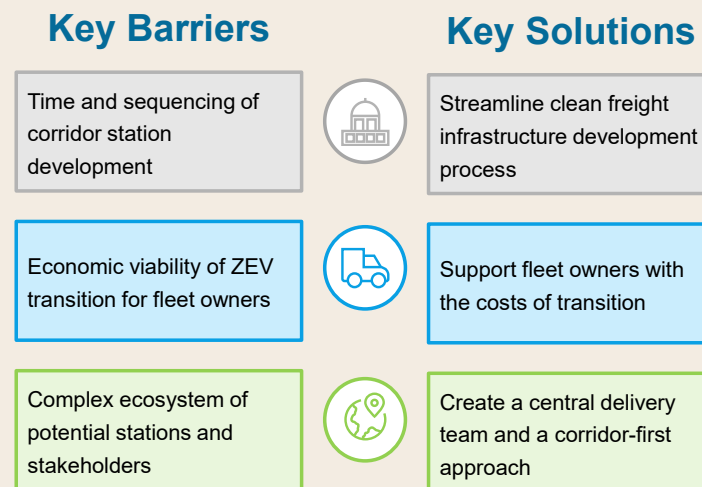 Key Barriers
Key Solutions
Time and sequencing of
corridor station
development
Streamline clean freight
infrastructure development
process
Economic viability of ZEV
transition for fleet owners
Support fleet owners with
the costs of transition
Complex ecosystem of
potential stations and
stakeholders
Create a central delivery
team and a corridor-first
approach